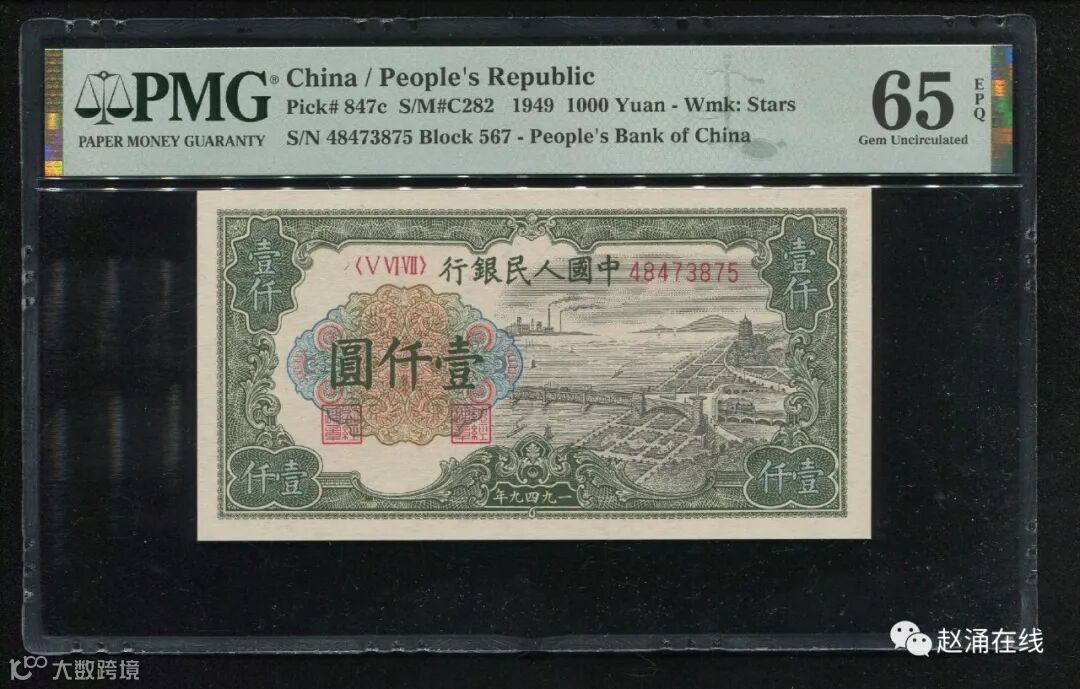 PMG®
PAPER MONEY GUARANTY
China / People's Republic
Pick# 847c S/M#C282 1949 1000 Yuan - Wmk: Stars
S/N 48473875 Block 567 - People's Bank of China
65
EPQ
Gem Uncirculated
壹仟
壹仟
〈Ⅴ Ⅵ Ⅶ〉
行銀民人國中
48473875
圓仟壹
仟壹
仟壹
年九四九一
赵涌在线
大数跨境